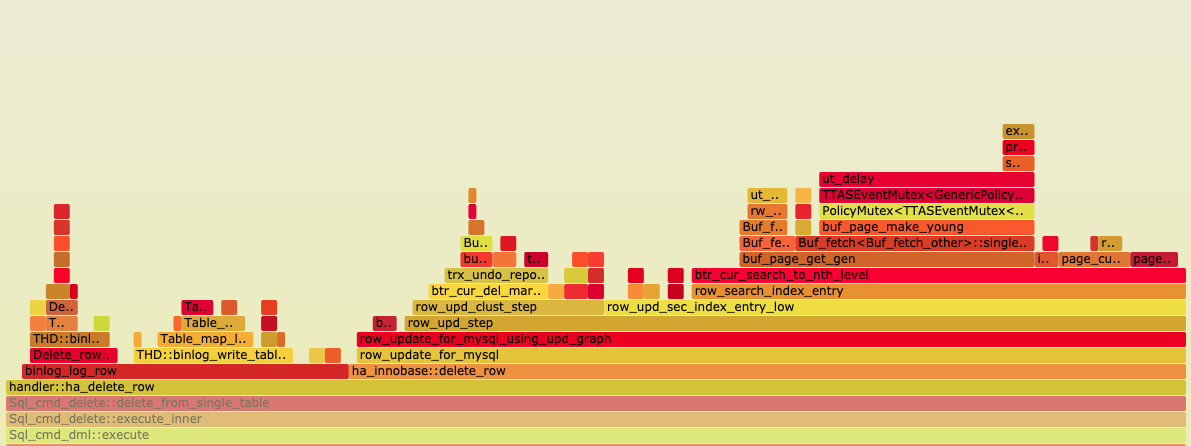 ex..
pr..
s..
ut_delay
ut_.. TTASEventMutex<GenericPolicy..
rw_.. PolicyMutex<TTASEventMutex<..
Buf_f.. buf_page_make_young
Bu.. Buf_fe.. Buf_fetch<Buf_fetch_other>::single.. r..
bu.. t.. buf_page_get_gen i.. page_cu.. page..
trx_undo_repo.. btr_cur_search_to_nth_level
btr_cur_del_mar.. row_search_index_entry
De.. Ta.. row_upd_clust_step row_upd_sec_index_entry_low
T.. Table_.. b.. row_upd_step
THD::binl.. Table_map_l.. row_update_for_mysql_using_upd_graph
Delete_row.. THD::binlog_write_tabl.. row_update_for_mysql
binlog_log_row ha_innobase::delete_row
handler::ha_delete_row
Sql_cmd_delete::delete_from_single_table
Sql_cmd_delete::execute_inner
Sql_cmd_dml::execute